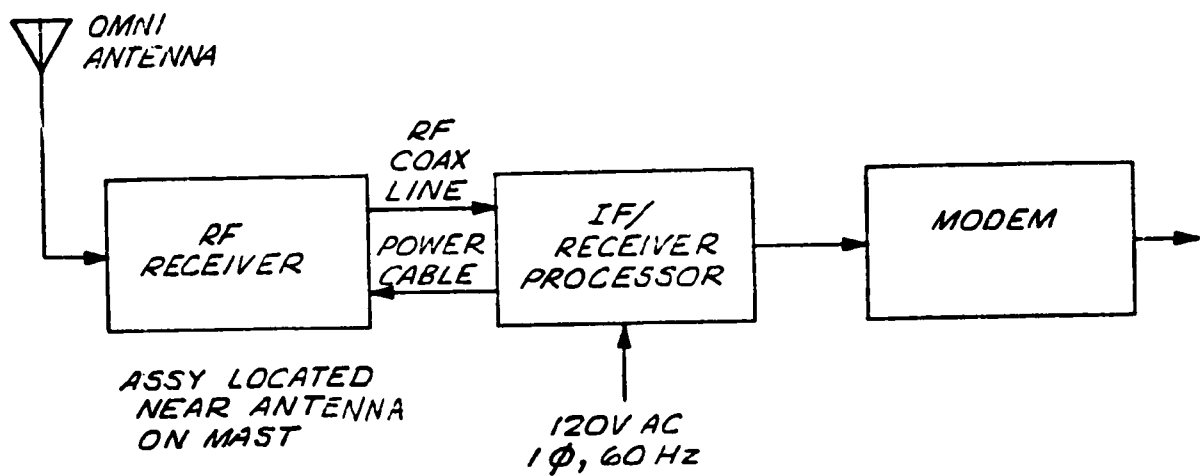 OMNI
ANTENNA
RF
COAX
LINE
RF
RECEIVER
POWER
CABLE
IF/
RECEIVER
PROCESSOR
MODEM
ASSY LOCATED
NEAR ANTENNA
ON MAST
120V AC
1φ, 60 Hz